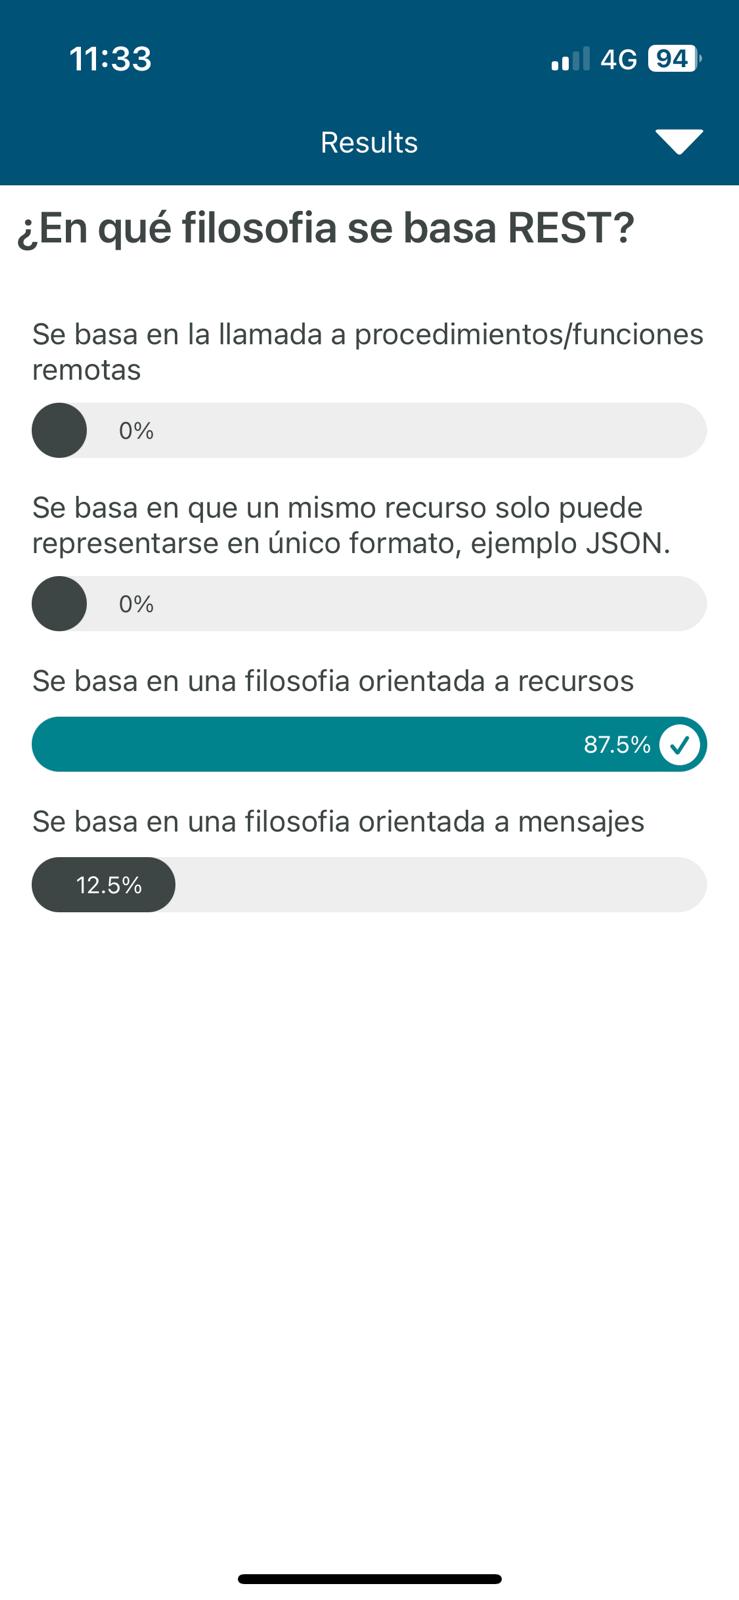 11:33
4G 94
Results
¿En qué filosofia se basa REST?
Se basa en la llamada a procedimientos/funciones
remotas
0%
Se basa en que un mismo recurso solo puede
representarse en único formato, ejemplo JSON.
0%
Se basa en una filosofia orientada a recursos
87.5%
Se basa en una filosofia orientada a mensajes
12.5%